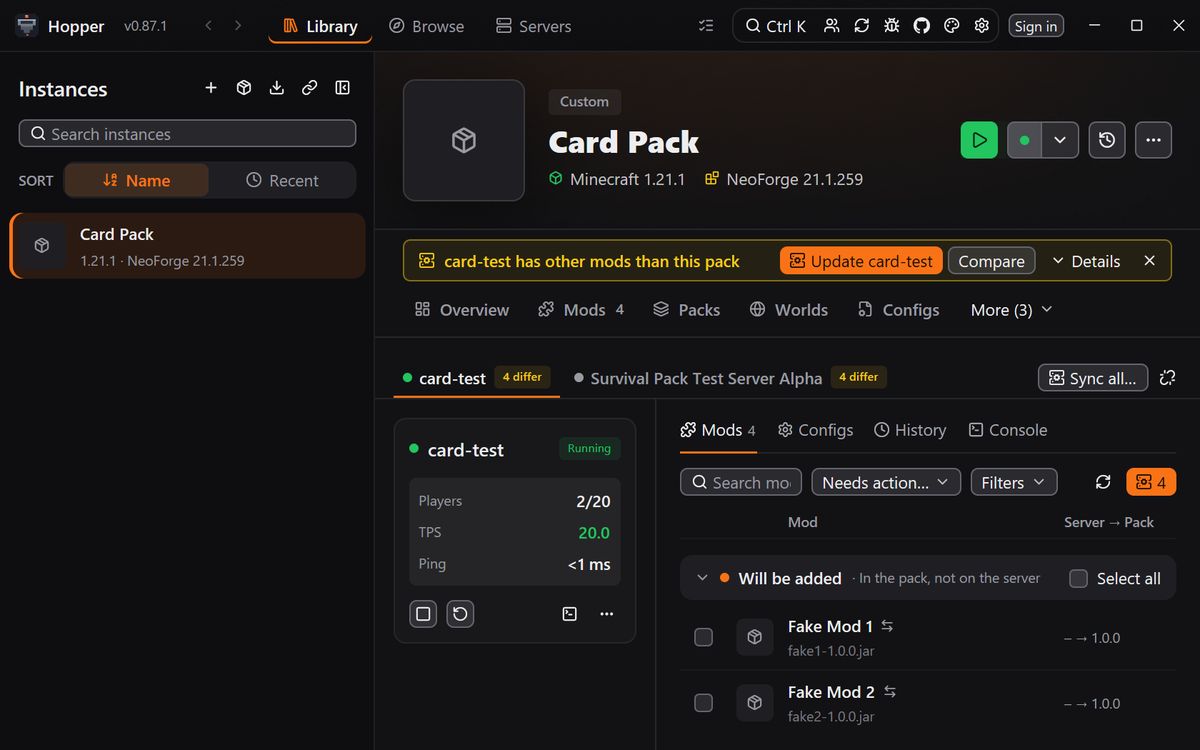 Hopper v0.87.1 Library Browse Servers Ctrl K Sign in
Instances
Search instances
SORT Name Recent
Card Pack
1.21.1 · NeoForge 21.1.259
Custom
Card Pack
Minecraft 1.21.1 NeoForge 21.1.259
card-test has other mods than this pack Update card-test Compare Details
Overview Mods 4 Packs Worlds Configs More (3)
card-test 4 differ Survival Pack Test Server Alpha 4 differ Sync all...
card-test Running
Players 2/20
TPS 20.0
Ping <1 ms
Mods 4 Configs History Console
Search mo Needs action... Filters 4
Mod Server → Pack
Will be added · In the pack, not on the server Select all
Fake Mod 1
fake1-1.0.0.jar
– → 1.0.0
Fake Mod 2
fake2-1.0.0.jar
– → 1.0.0